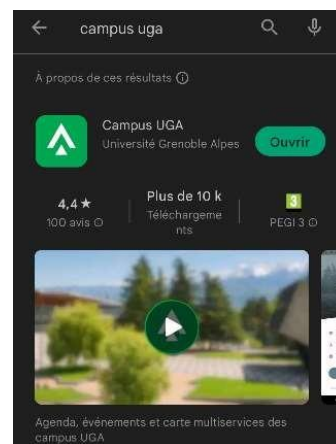 campus uga
À propos de ces résultats
Campus UGA
Université Grenoble Alpes
Ouvrir
4,4★
100 avis
Plus de 10 k
Téléchargeme
nts
3
PEGI 3
Agenda, événements et carte multiservices des
campus UGA